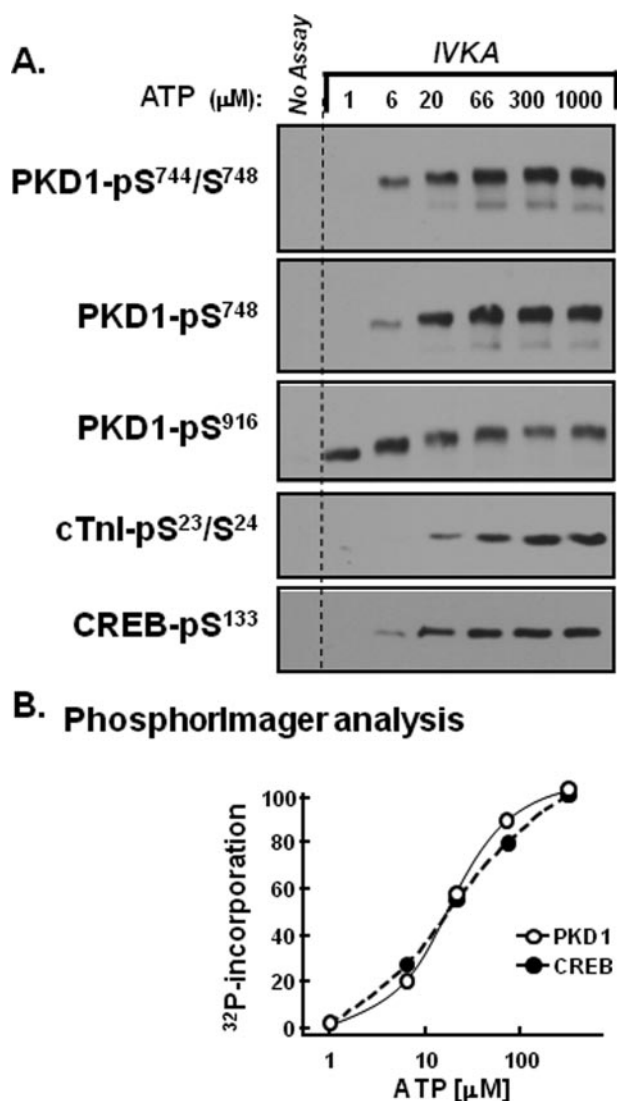 A.
No Assay
IVKA
ATP (µM): 1 6 20 66 300 1000
PKD1-pS744/S748
PKD1-pS748
PKD1-pS916
cTnI-pS23/S24
CREB-pS133
B. PhosphorImager analysis
32P-incorporation
100
80
60
40
20
0
PKD1
CREB
1 10 100
ATP [µM]